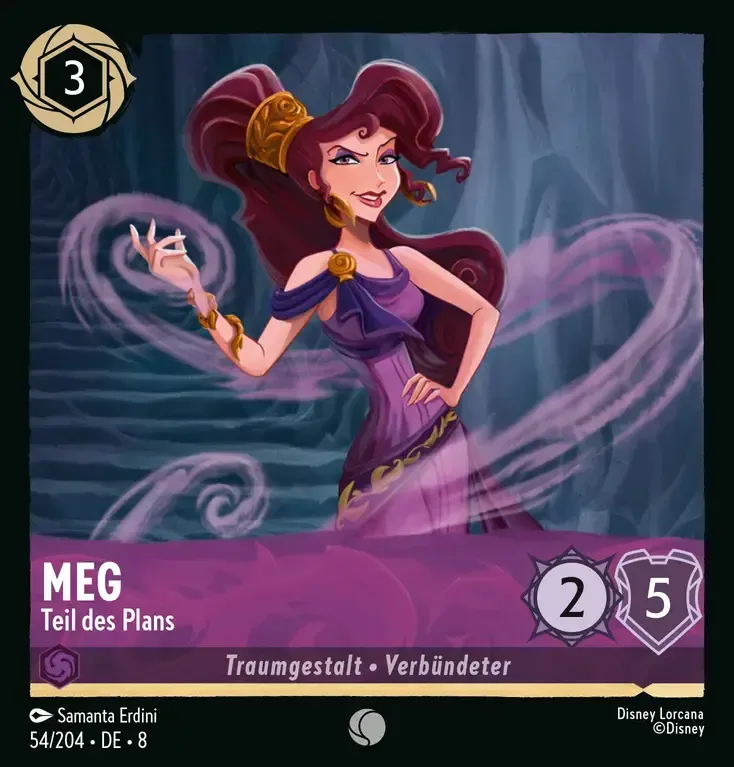 3
MEG
Teil des Plans
2
5
Traumgestalt • Verbündeter
Samanta Erdini
54/204 • DE • 8
Disney Lorcana
©Disney